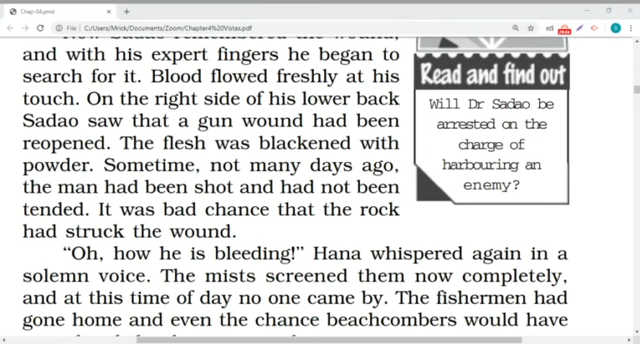 Chap-04.pmd
File | C:/Users/Mrick/Documents/Zoom/Chapter4%20Vistas.pdf
and with his expert fingers he began to
search for it. Blood flowed freshly at his
touch. On the right side of his lower back
Sadao saw that a gun wound had been
reopened. The flesh was blackened with
powder. Sometime, not many days ago,
the man had been shot and had not been
tended. It was bad chance that the rock
had struck the wound.
Read and find out
Will Dr Sadao be
arrested on the
charge of
harbouring an
enemy?
“Oh, how he is bleeding!” Hana whispered again in a
solemn voice. The mists screened them now completely,
and at this time of day no one came by. The fishermen had
gone home and even the chance beachcombers would have